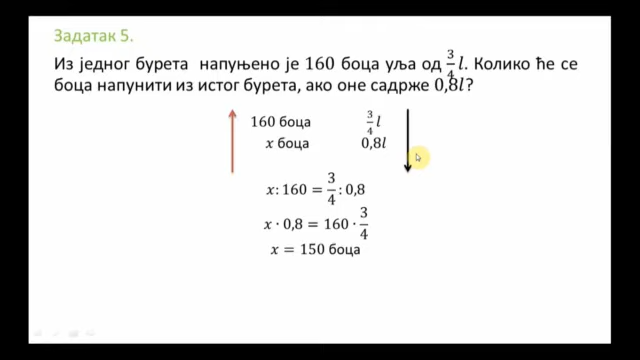 Задатак 5.
Из једног бурета напуњено је 160 боца уља од 3/4 l. Колико ће се
боца напунити из истог бурета, ако оне садрже 0,8l?
160 боца 3/4 l
x боца 0,8l
x: 160 = 3/4 : 0,8
x · 0,8 = 160 · 3/4
x = 150 боца